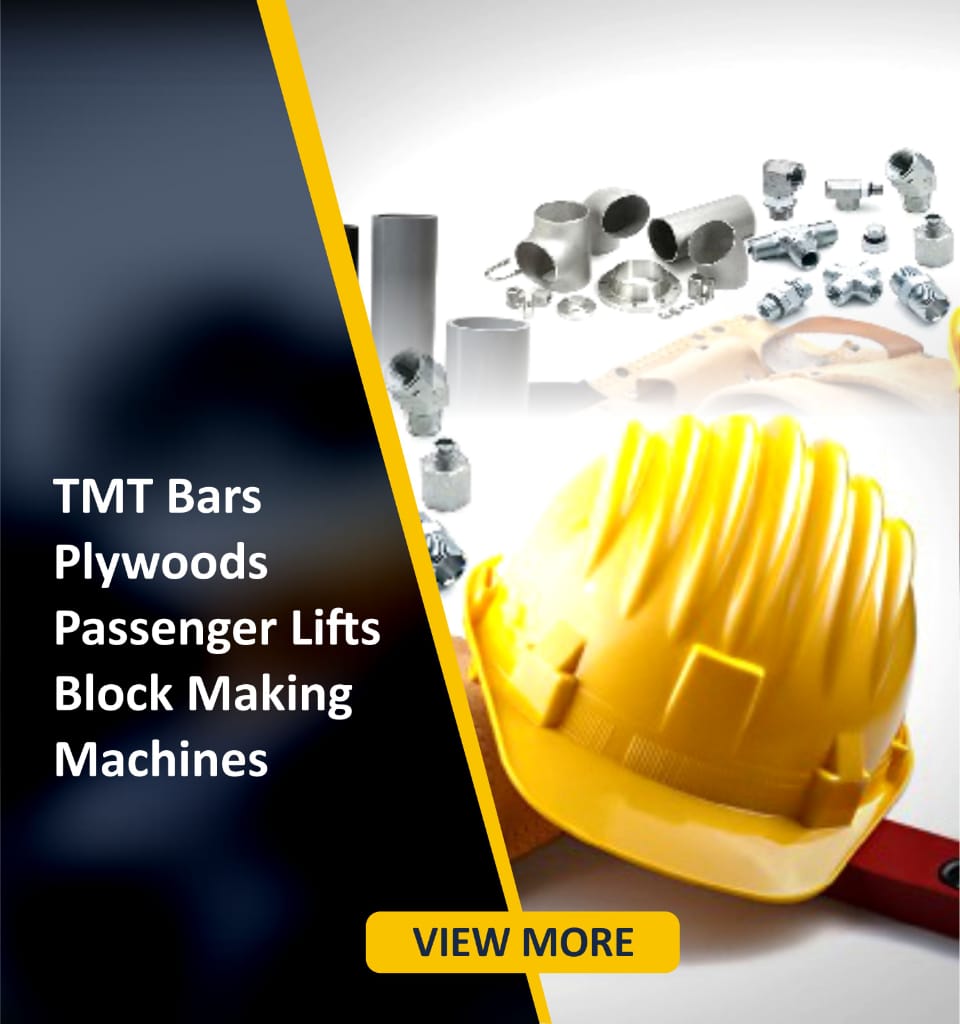 TMT Bars
Plywoods
Passenger Lifts
Block Making
Machines
VIEW MORE